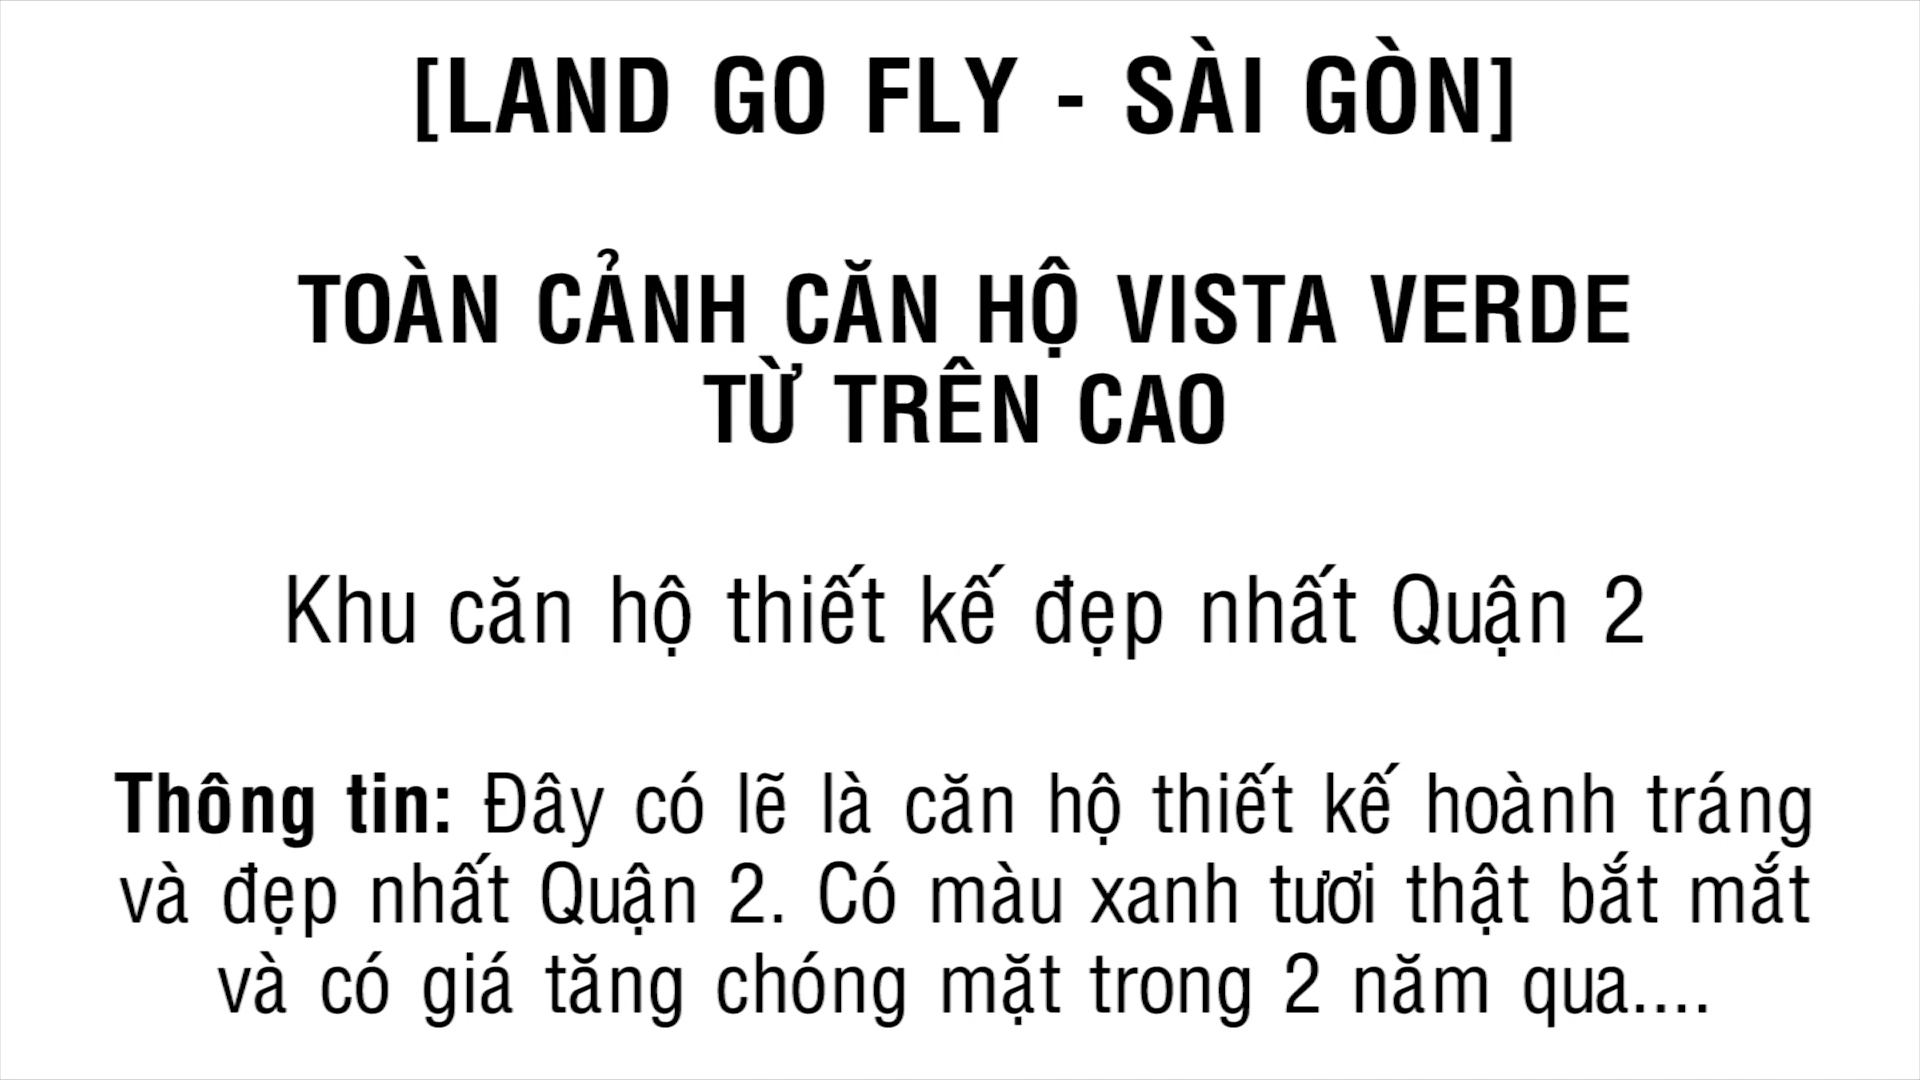 [LAND GO FLY - SÀI GÒN]
TOÀN CẢNH CĂN HỘ VISTA VERDE
TỪ TRÊN CAO
Khu căn hộ thiết kế đẹp nhất Quận 2
Thông tin: Đây có lẽ là căn hộ thiết kế hoành tráng
và đẹp nhất Quận 2. Có màu xanh tươi thật bắt mắt
và có giá tăng chóng mặt trong 2 năm qua....